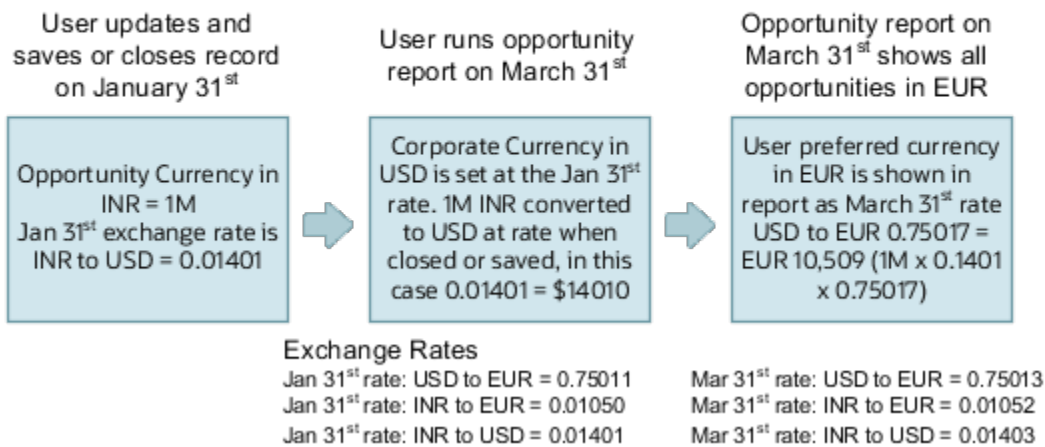 User updates and
saves or closes record
on January 31st
User runs opportunity
report on March 31st
Opportunity report on
March 31st shows all
opportunities in EUR
Opportunity Currency in
INR = 1M
Jan 31st exchange rate is
INR to USD = 0.01401
Corporate Currency in
USD is set at the Jan 31st
rate. 1M INR converted
to USD at rate when
closed or saved, in this
case 0.01401 = $14010
User preferred currency
in EUR is shown in
report as March 31st rate
USD to EUR 0.75017 =
EUR 10,509 (1M x 0.1401
x 0.75017)
Exchange Rates
Jan 31st rate: USD to EUR = 0.75011
Jan 31st rate: INR to EUR = 0.01050
Jan 31st rate: INR to USD = 0.01401
Mar 31st rate: USD to EUR = 0.75013
Mar 31st rate: INR to EUR = 0.01052
Mar 31st rate: INR to USD = 0.01403